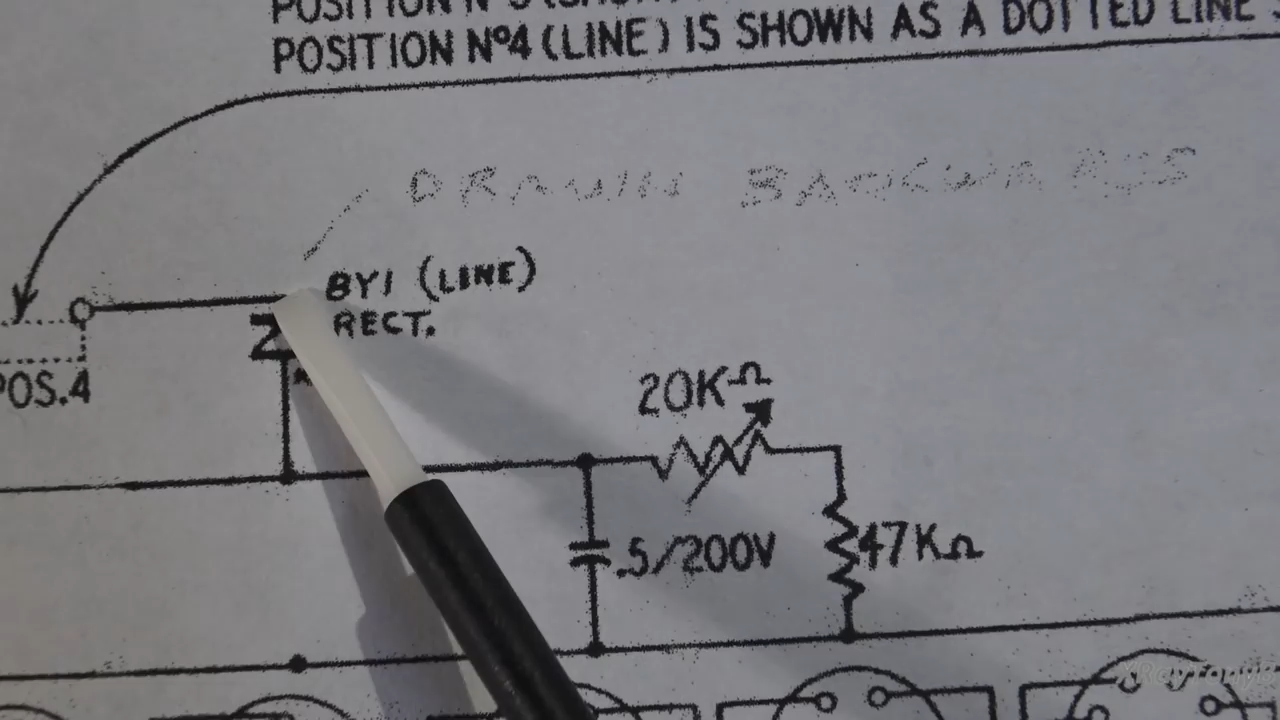 POSITION Nº4 (LINE) IS SHOWN AS A DOTTED LINE
DRAWN BACKWARDS
BY1 (LINE)
RECT.
POS.4
20KΩ
.5/200V
47KΩ